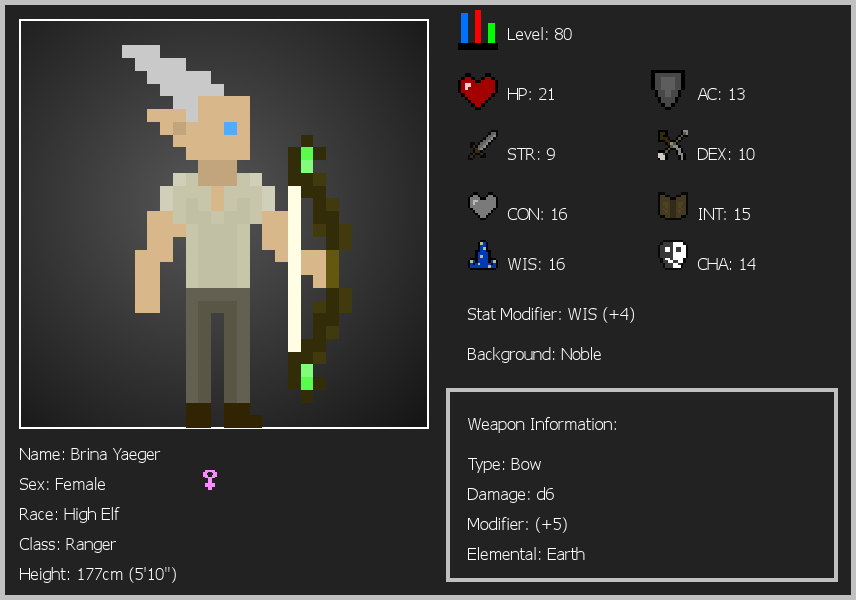 Level: 80
HP: 21
AC: 13
STR: 9
DEX: 10
CON: 16
INT: 15
WIS: 16
CHA: 14
Stat Modifier: WIS (+4)
Background: Noble
Weapon Information:
Type: Bow
Damage: d6
Modifier: (+5)
Elemental: Earth
Name: Brina Yaeger
Sex: Female
Race: High Elf
Class: Ranger
Height: 177cm (5'10")